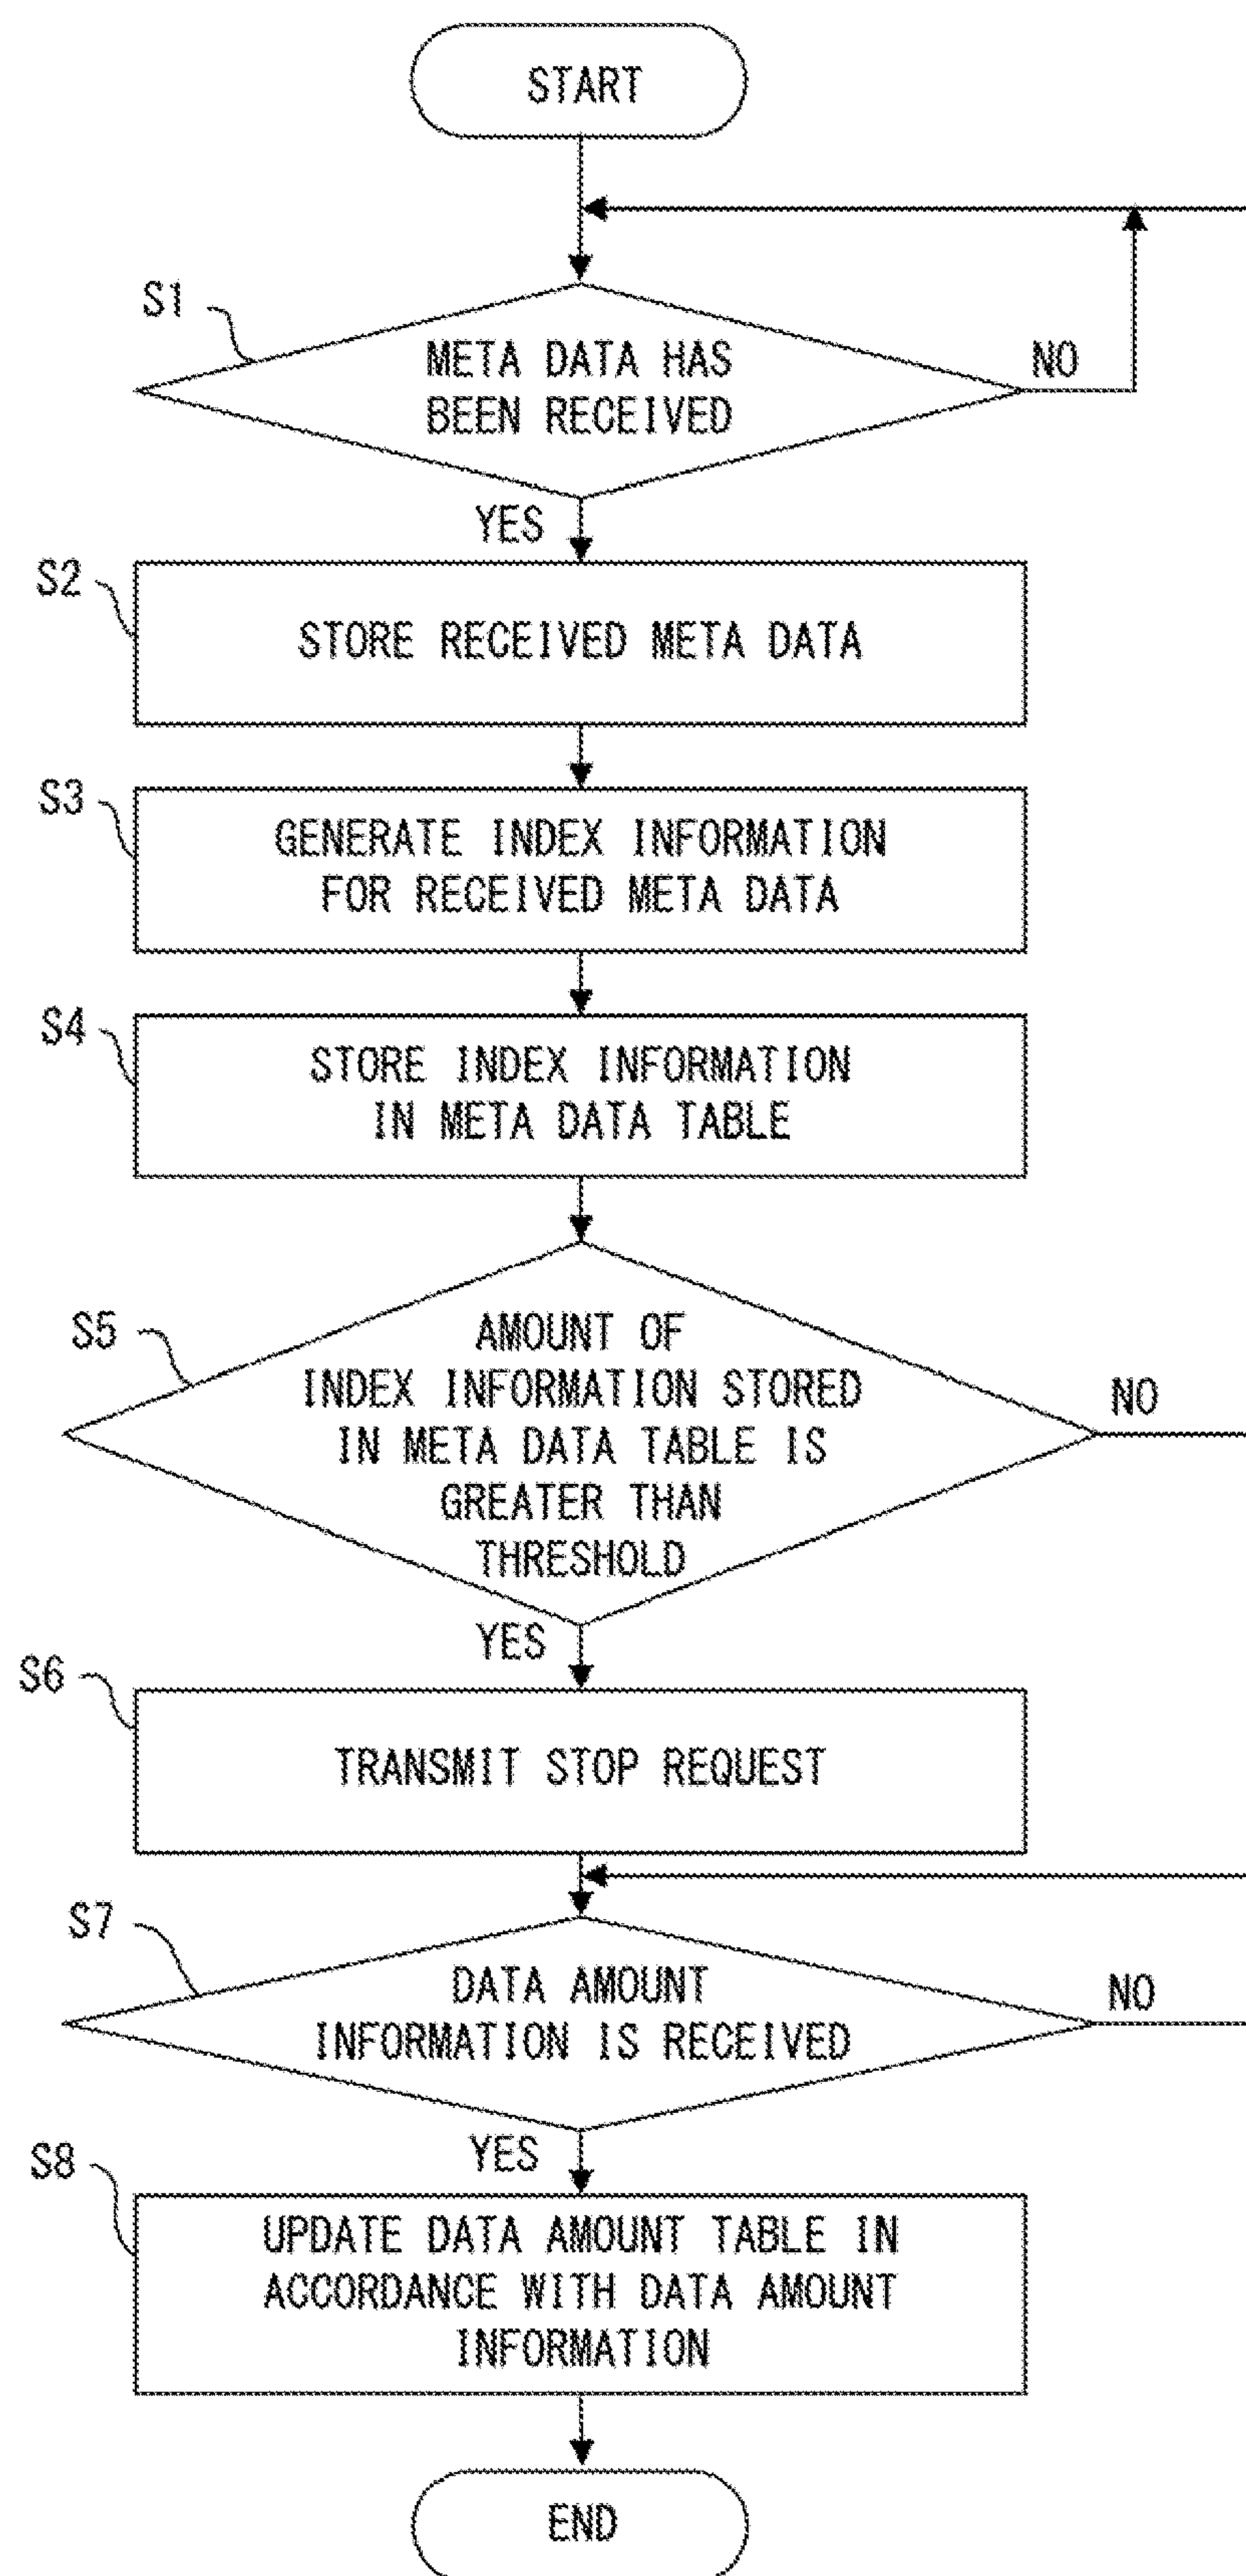 START
S1
META DATA HAS
BEEN RECEIVED
NO
YES
S2
STORE RECEIVED META DATA
S3
GENERATE INDEX INFORMATION
FOR RECEIVED META DATA
S4
STORE INDEX INFORMATION
IN META DATA TABLE
S5
AMOUNT OF
INDEX INFORMATION STORED
IN META DATA TABLE IS
GREATER THAN
THRESHOLD
NO
YES
S6
TRANSMIT STOP REQUEST
S7
DATA AMOUNT
INFORMATION IS RECEIVED
NO
YES
S8
UPDATE DATA AMOUNT TABLE IN
ACCORDANCE WITH DATA AMOUNT
INFORMATION
END